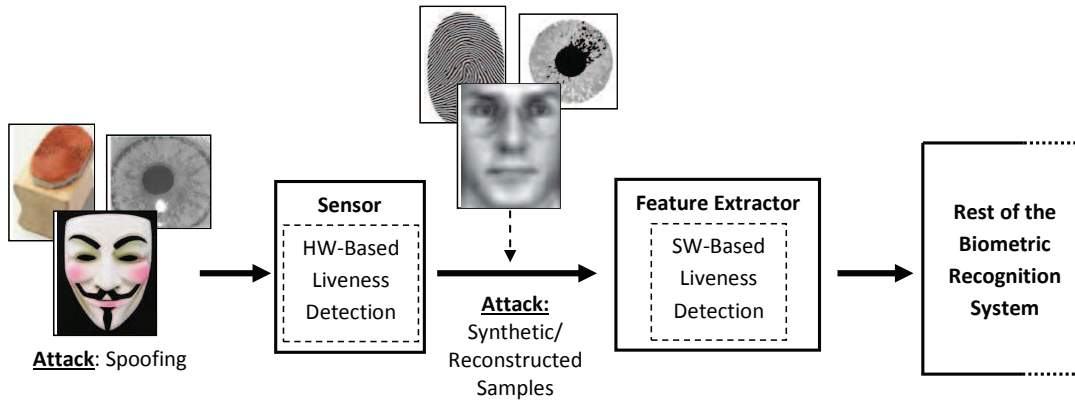 Attack: Spoofing
Sensor
HW-Based
Liveness
Detection
Attack:
Synthetic/
Reconstructed
Samples
Feature Extractor
SW-Based
Liveness
Detection
Rest of the
Biometric
Recognition
System